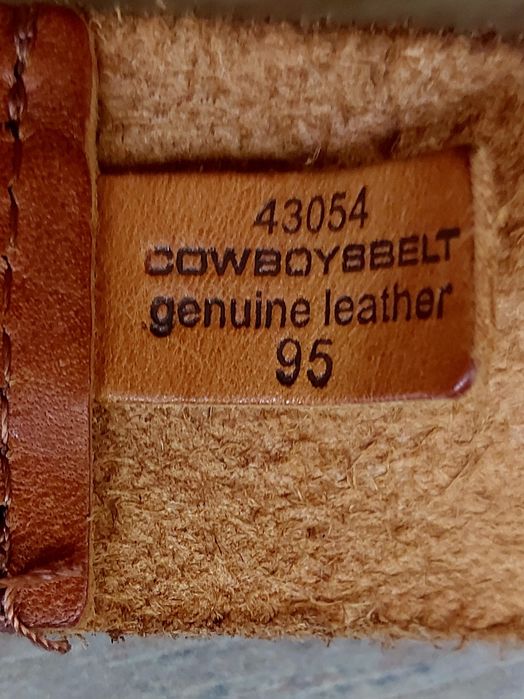 43054
COWBOYSBELT
genuine leather
95